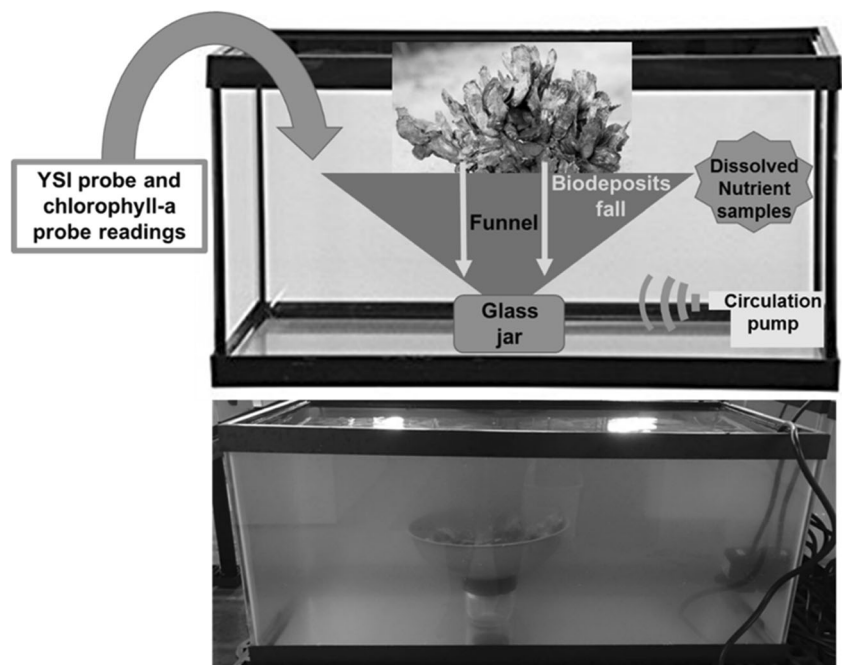 YSI probe and
chlorophyll-a
probe readings
Biodeposits
fall
Funnel
Dissolved
Nutrient
samples
Glass
jar
Circulation
pump